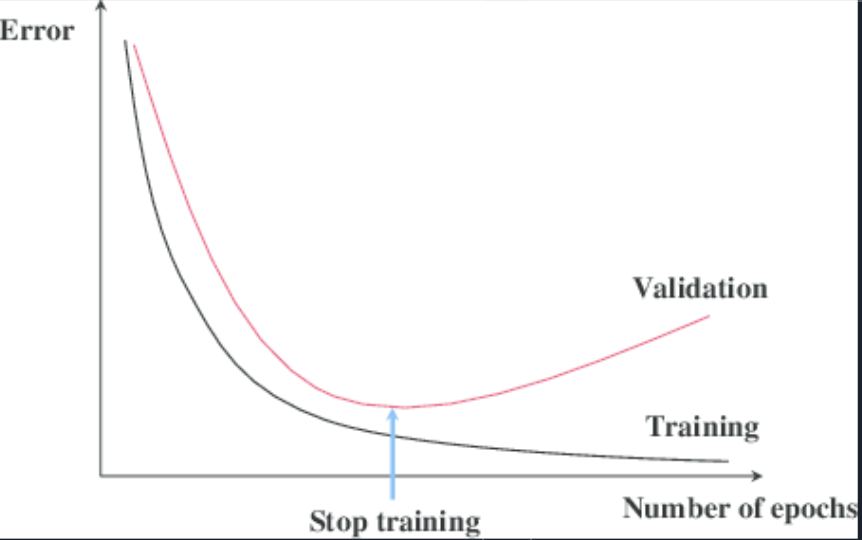 Error
Validation
Training
Number of epochs
Stop training